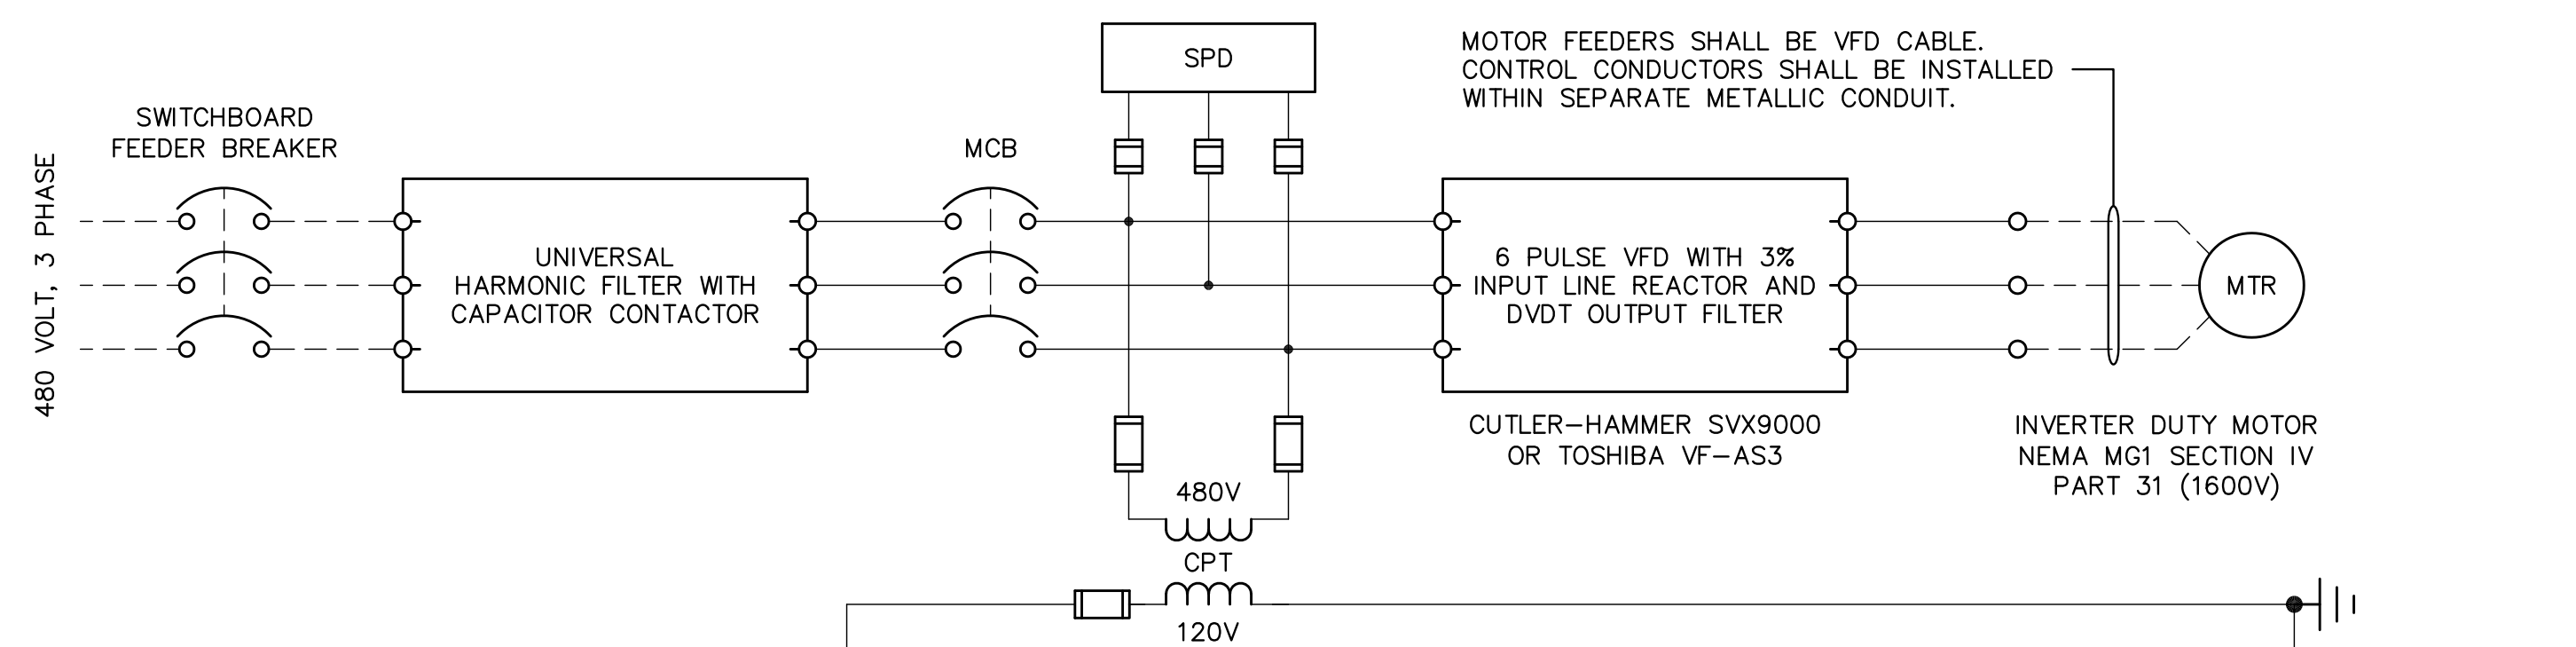 SPD
MOTOR FEEDERS SHALL BE VFD CABLE.
CONTROL CONDUCTORS SHALL BE INSTALLED
WITHIN SEPARATE METALLIC CONDUIT.
SWITCHBOARD
FEEDER BREAKER
MCB
480 VOLT, 3 PHASE
UNIVERSAL
HARMONIC FILTER WITH
CAPACITOR CONTACTOR
6 PULSE VFD WITH 3%
INPUT LINE REACTOR AND
DVDT OUTPUT FILTER
MTR
CUTLER-HAMMER SVX9000
OR TOSHIBA VF-AS3
INVERTER DUTY MOTOR
NEMA MG1 SECTION IV
PART 31 (1600V)
480V
CPT
120V